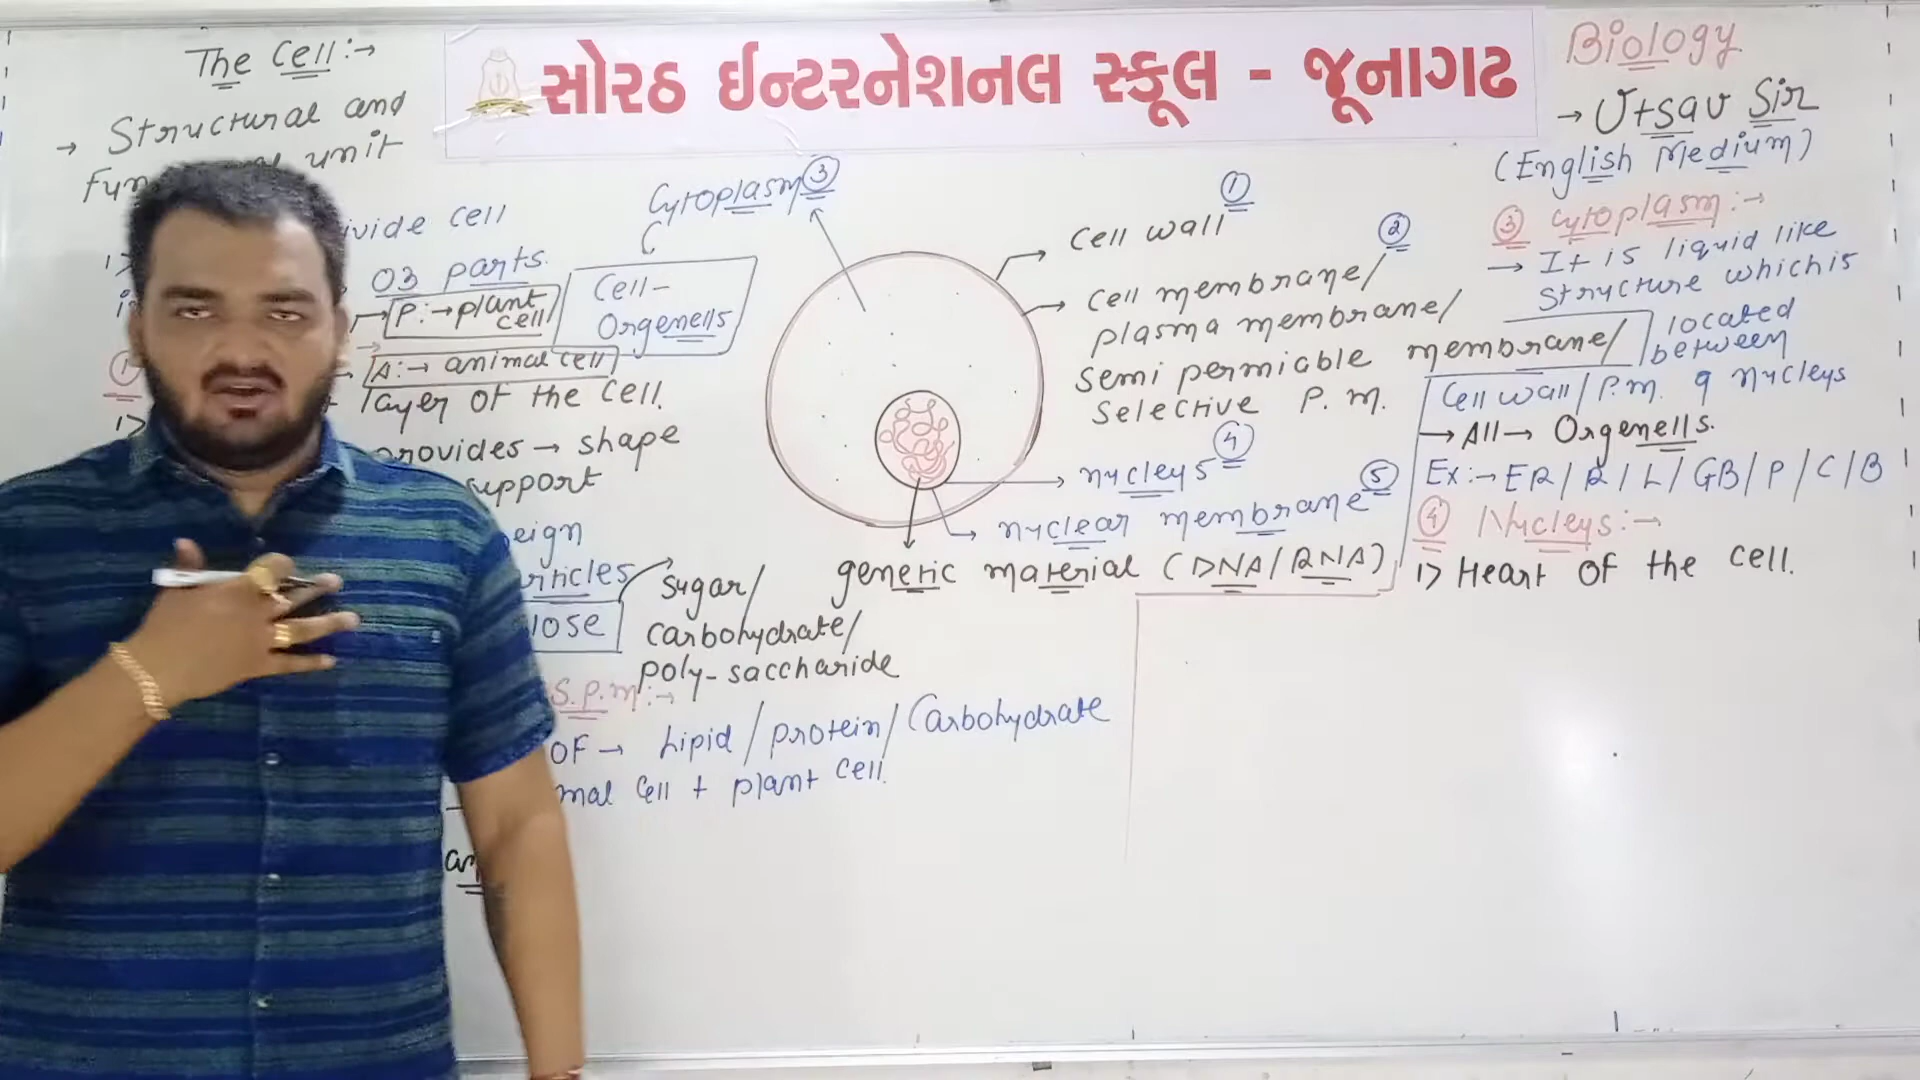 The Cell:→
→ Structural and
unit
ivide cell
03 parts.
P:→plant
cell
A:→ animal cell
layer of the cell.
provides → shape
support
eign
articles
lose
સોરઠ ઈન્ટરનેશનલ સ્કૂલ - જૂનાગઢ
Cytoplasm ③
Cell-
Orgenells
① Cell wall
②
Cell membrane/
plasma membrane/
Semi permiable membrane/
Selective P.M.
nucleys ④
nuclear membrane ⑤
genetic material (DNA/RNA)
Sugar/
Carbohydrate/
poly-saccharide
S.P.M:→
OF → Lipid/protein/Carbohydrate
mal Cell + plant cell.
Biology
→ Utsav Sir
(English Medium)
③ Cytoplasm:→
→ It is liquid like
Structure which is
located
between
Cell wall/P.M. q nucleys
→ All → Orgenells.
Ex:→ ER/R/L/GB/P/C/B
④ Nucleys:→
1) Heart of the cell.